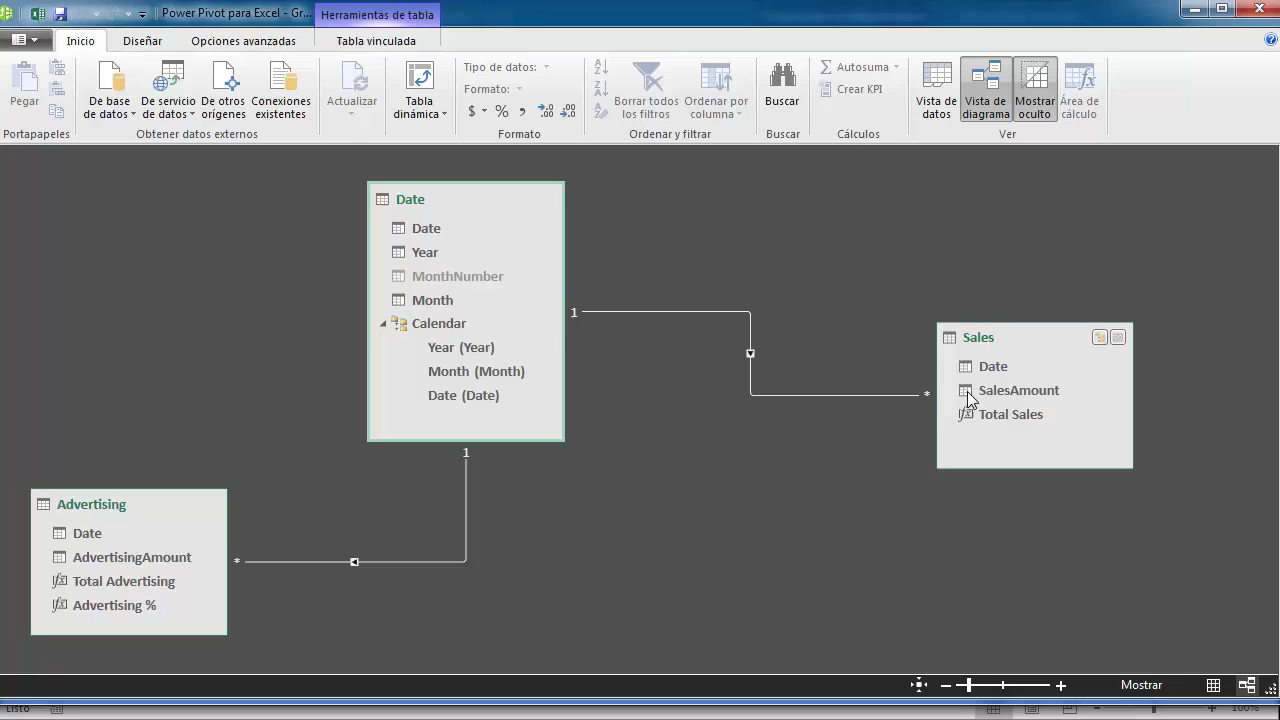 Power Pivot para Excel - Gr...
Herramientas de tabla
Inicio
Diseñar
Opciones avanzadas
Tabla vinculada
Pegar
Portapapeles
De base
de datos
De servicio
de datos
De otros
orígenes
Conexiones
existentes
Obtener datos externos
Actualizar
Tabla
dinámica
Tipo de datos:
Formato:
$ % ,
Formato
Borrar todos
los filtros
Ordenar por
columna
Ordenar y filtrar
Buscar
Buscar
Autosuma
Crear KPI
Cálculos
Vista de
datos
Vista de
diagrama
Mostrar
oculto
Área de
cálculo
Ver
Date
Date
Year
MonthNumber
Month
Calendar
Year (Year)
Month (Month)
Date (Date)
1
1
*
Sales
Date
SalesAmount
Total Sales
Advertising
Date
AdvertisingAmount
Total Advertising
Advertising %
*
Mostrar
Listo
100%